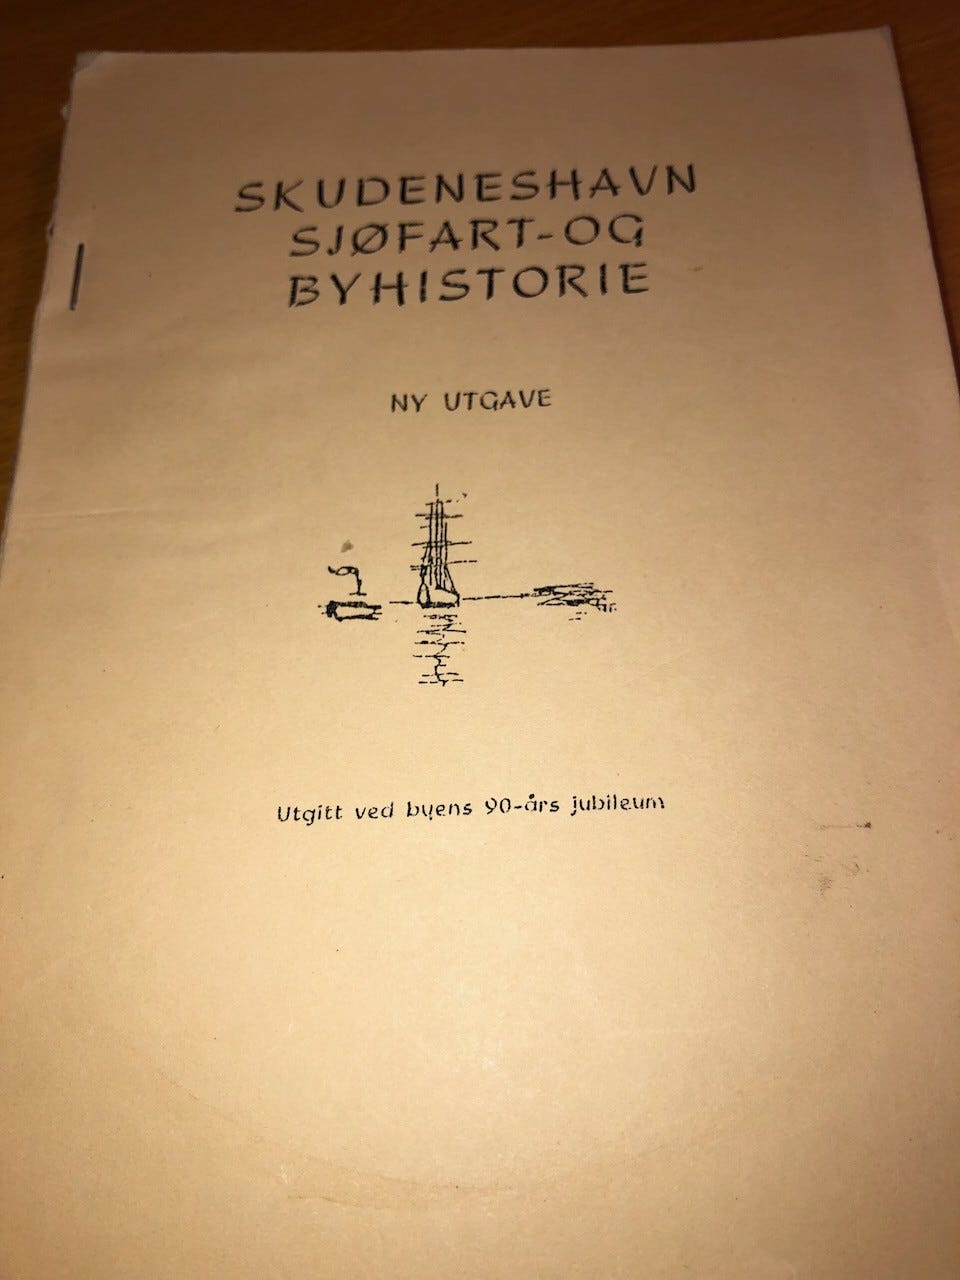 SKUDENESHAVN
SJØFART-OG
BYHISTORIE
NY UTGAVE
Utgitt ved byens 90-års jubileum